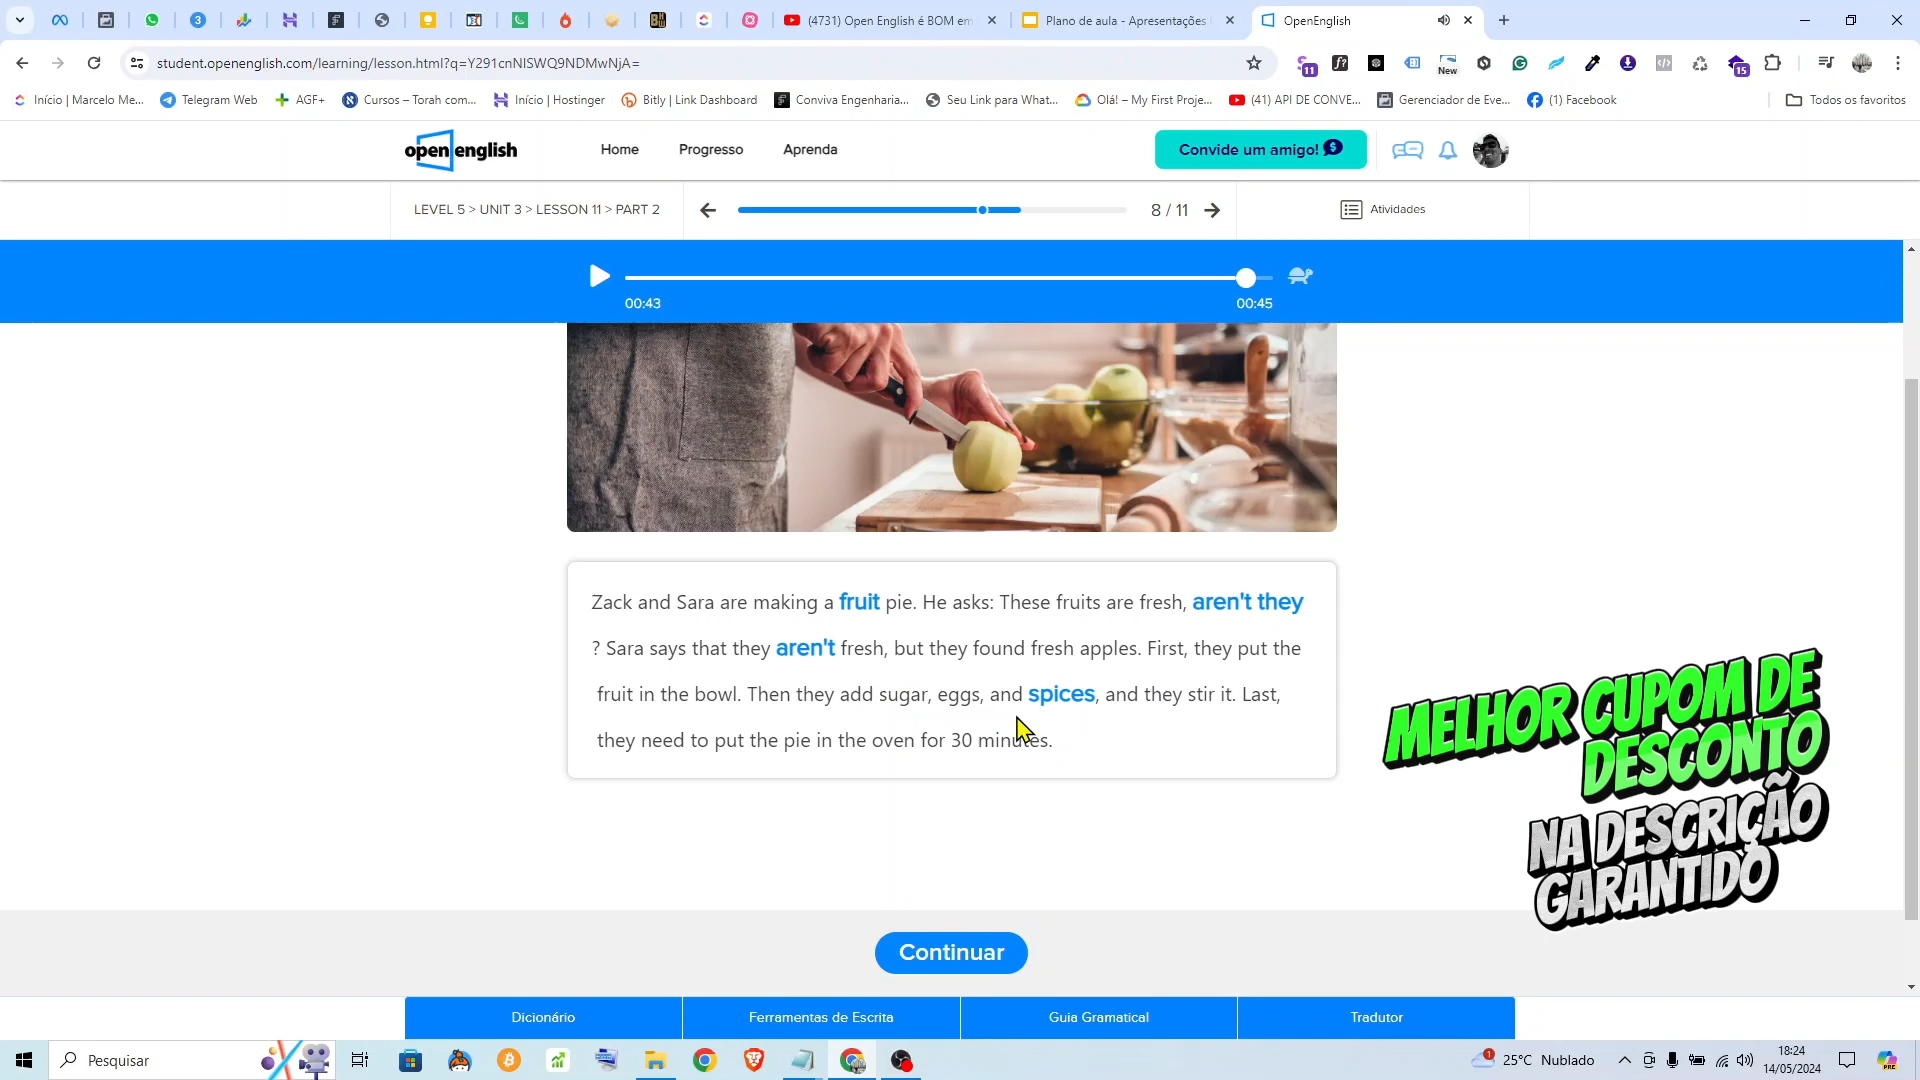 (4731) Open English é BOM em
Plano de aula - Apresentações
OpenEnglish
student.openenglish.com/learning/lesson.html?q=Y291cnNlSWQ9NDMwNjA=
11
New
15
Início | Marcelo Me...
Telegram Web
AGF+
Cursos – Torah com...
Início | Hostinger
Bitly | Link Dashboard
Conviva Engenharia...
Seu Link para What...
Olá! – My First Proje...
(41) API DE CONVE...
Gerenciador de Eve...
(1) Facebook
Todos os favoritos
open english
Home
Progresso
Aprenda
Convide um amigo!
LEVEL 5 > UNIT 3 > LESSON 11 > PART 2
8 / 11
Atividades
00:43
00:45
Zack and Sara are making a fruit pie. He asks: These fruits are fresh, aren't they
? Sara says that they aren't fresh, but they found fresh apples. First, they put the
fruit in the bowl. Then they add sugar, eggs, and spices, and they stir it. Last,
they need to put the pie in the oven for 30 minutes.
MELHOR CUPOM DE
DESCONTO
NA DESCRIÇÃO
GARANTIDO
Continuar
Dicionário
Ferramentas de Escrita
Guia Gramatical
Tradutor
Pesquisar
1
25°C Nublado
18:24
14/05/2024